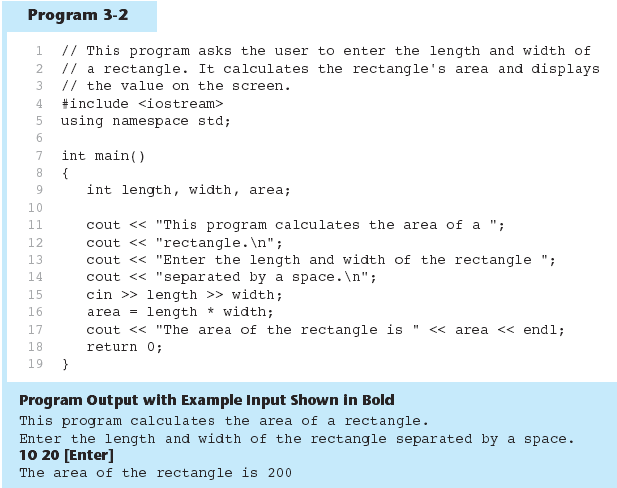 Program 3-2
1 // This program asks the user to enter the length and width of
2 // a rectangle. It calculates the rectangle's area and displays
3 // the value on the screen.
4 #include <iostream>
5 using namespace std;
6
7 int main()
8 {
9 int length, width, area;
10
11 cout << "This program calculates the area of a ";
12 cout << "rectangle.\n";
13 cout << "Enter the length and width of the rectangle ";
14 cout << "separated by a space.\n";
15 cin >> length >> width;
16 area = length * width;
17 cout << "The area of the rectangle is " << area << endl;
18 return 0;
19 }
Program Output with Example Input Shown in Bold
This program calculates the area of a rectangle.
Enter the length and width of the rectangle separated by a space.
10 20 [Enter]
The area of the rectangle is 200